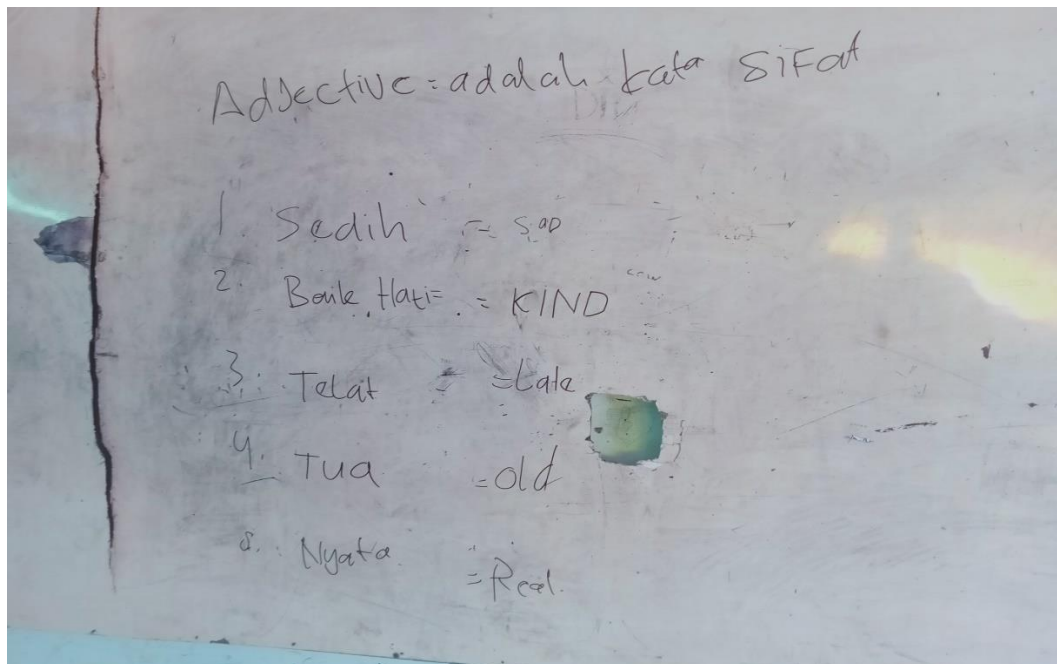 Adjective = adalah kata siFat
1. Sedih = SaD
2. Baik Hati = = KIND
3. Telat = Late
4. Tua = old
5. Nyata = Real.